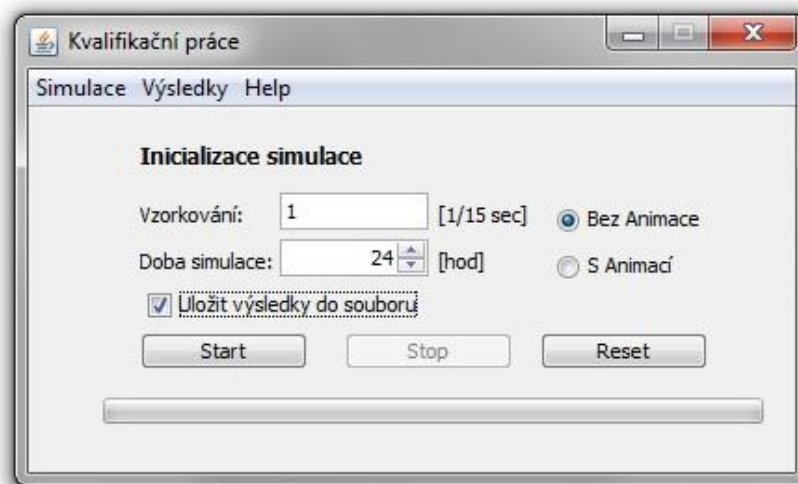 Kvalifikační práce
Simulace Výsledky Help
Inicializace simulace
Vzorkování: 1 [1/15 sec] Bez Animace
Doba simulace: 24 [hod] S Animací
Uložit výsledky do souboru
Start Stop Reset